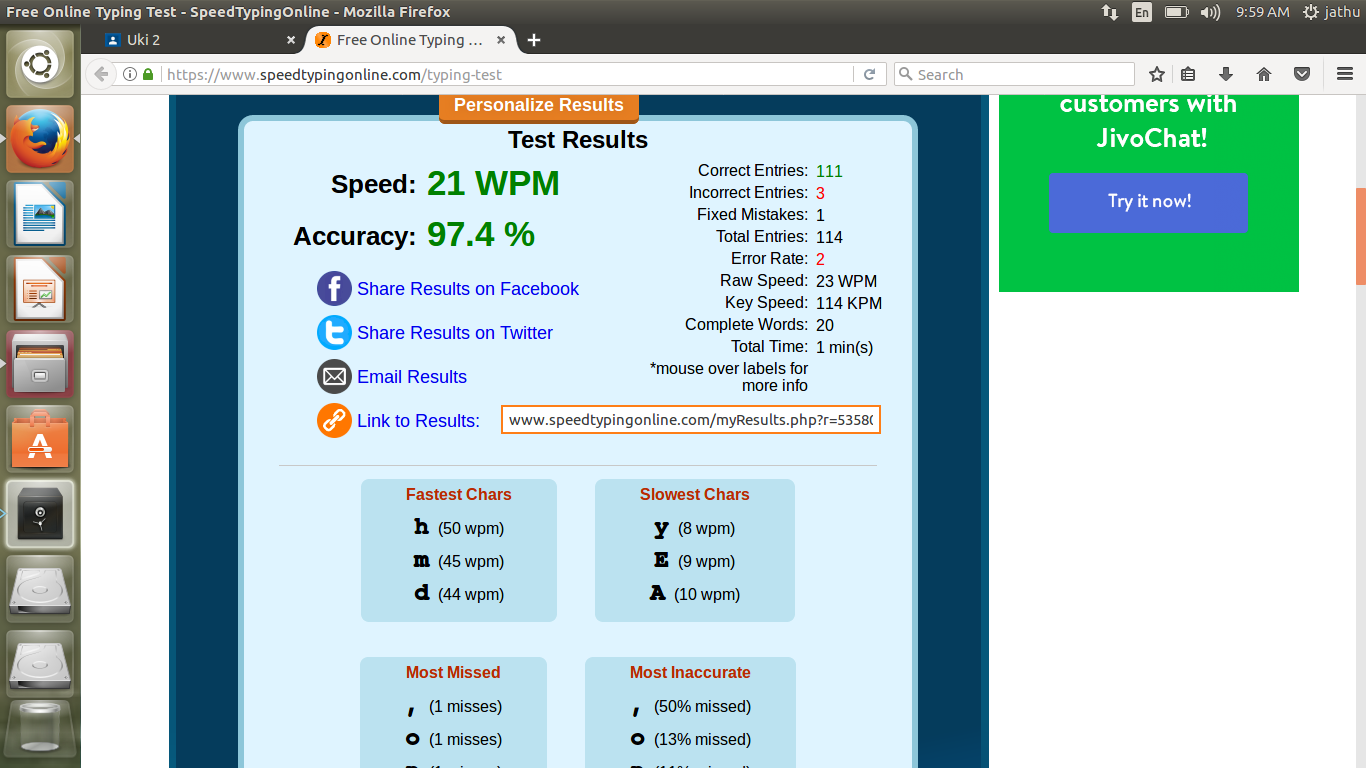 Free Online Typing Test - SpeedTypingOnline - Mozilla Firefox
En
9:59 AM
jathu
Uki 2
Free Online Typing ...
https://www.speedtypingonline.com/typing-test
Search
Personalize Results
Test Results
Speed: 21 WPM
Accuracy: 97.4 %
Share Results on Facebook
Share Results on Twitter
Email Results
Link to Results: www.speedtypingonline.com/myResults.php?r=5358
Correct Entries: 111
Incorrect Entries: 3
Fixed Mistakes: 1
Total Entries: 114
Error Rate: 2
Raw Speed: 23 WPM
Key Speed: 114 KPM
Complete Words: 20
Total Time: 1 min(s)
*mouse over labels for
more info
Fastest Chars
h (50 wpm)
m (45 wpm)
d (44 wpm)
Slowest Chars
y (8 wpm)
E (9 wpm)
A (10 wpm)
Most Missed
, (1 misses)
o (1 misses)
Most Inaccurate
, (50% missed)
o (13% missed)
customers with
JivoChat!
Try it now!